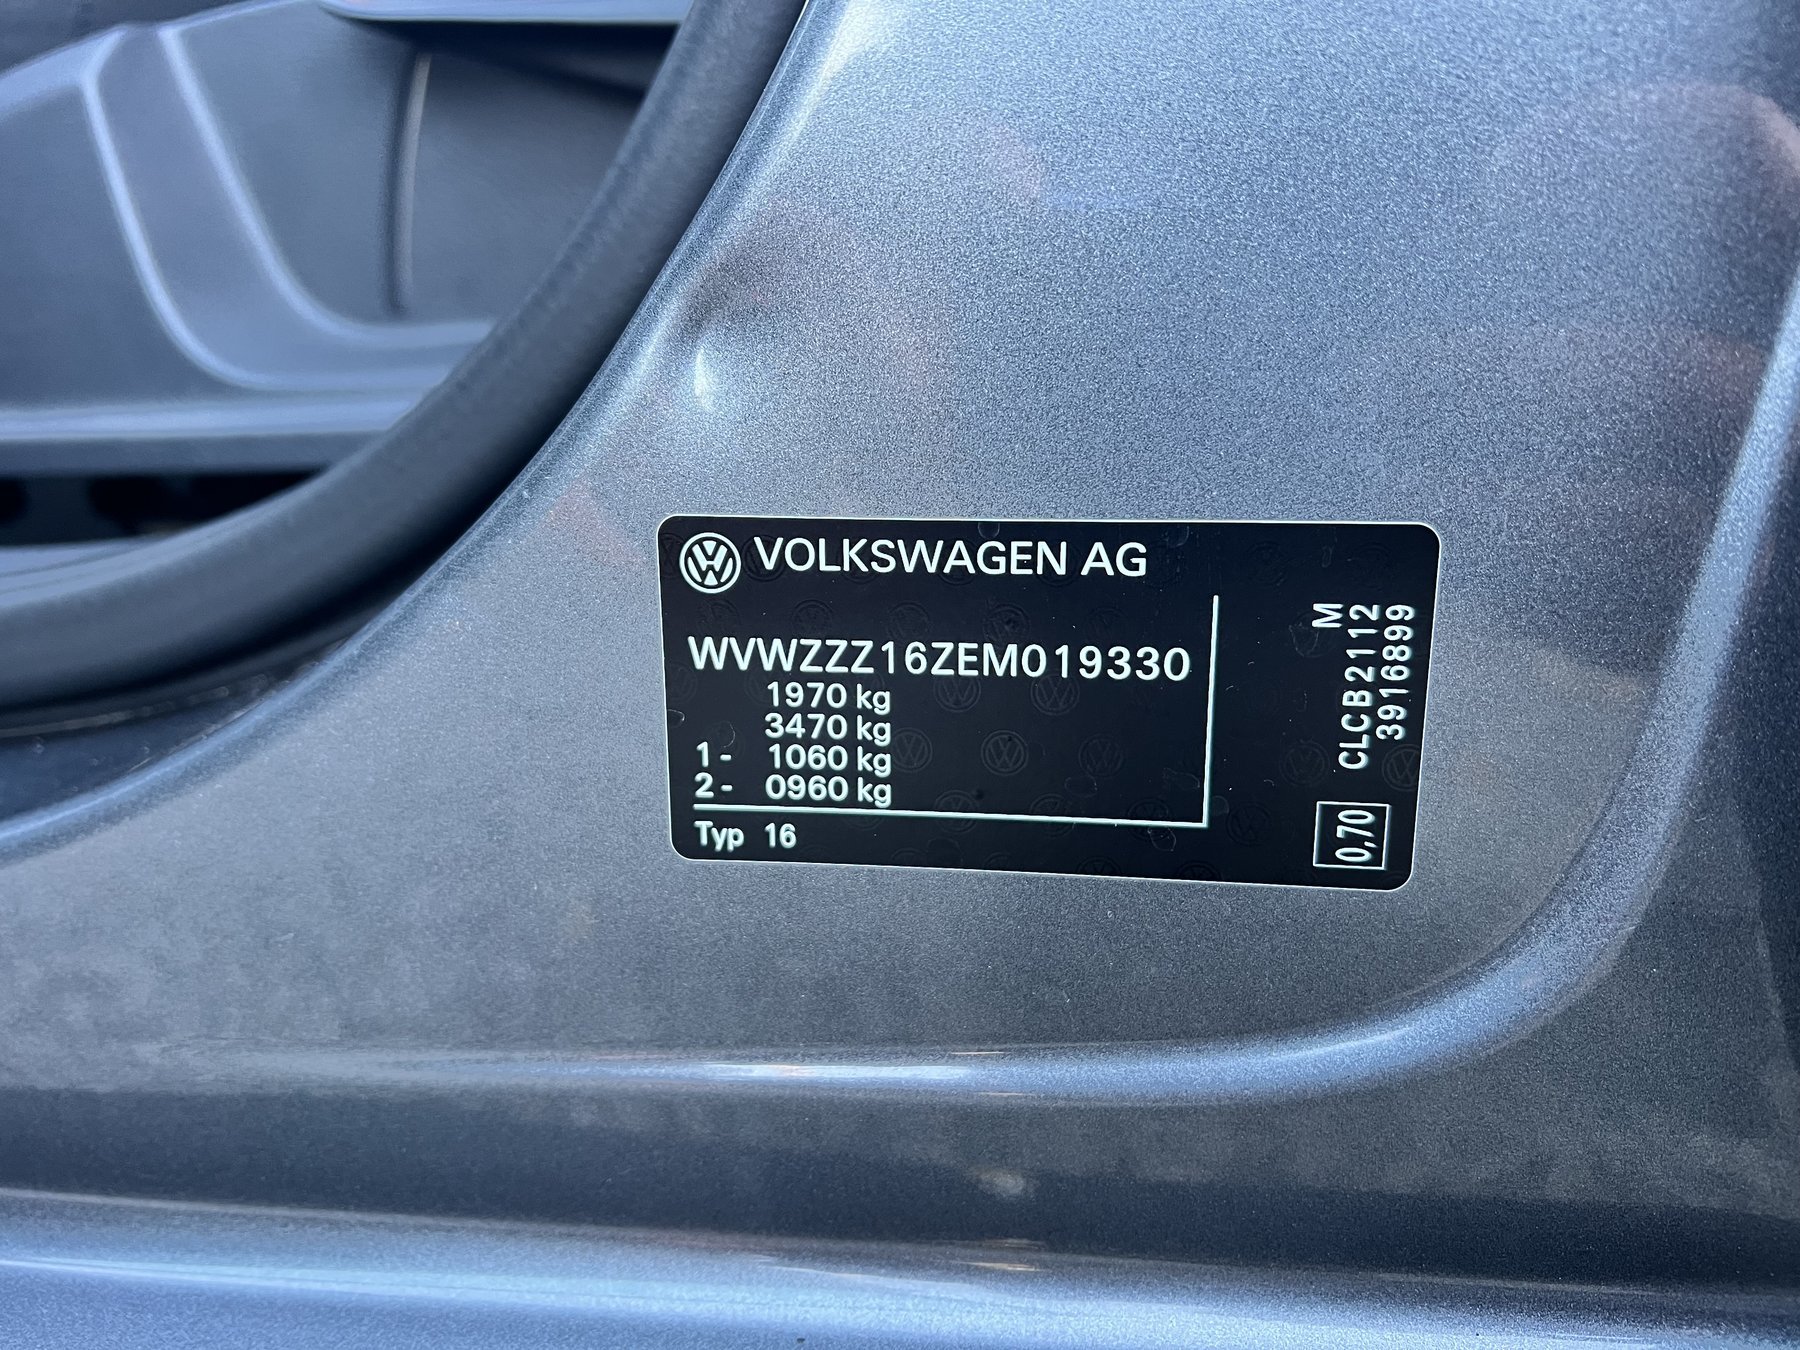 VOLKSWAGEN AG
WVWZZZ16ZEM019330
1970 kg
3470 kg
1 - 1060 kg
2 - 0960 kg
Typ 16
M
CLCB2112
3916899
0,70